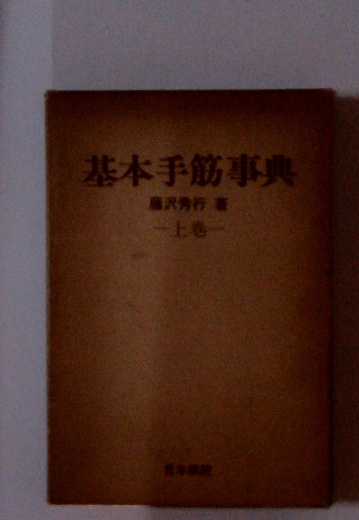 基本手筋事典
藤沢秀行 著
—上巻—
日本棋院